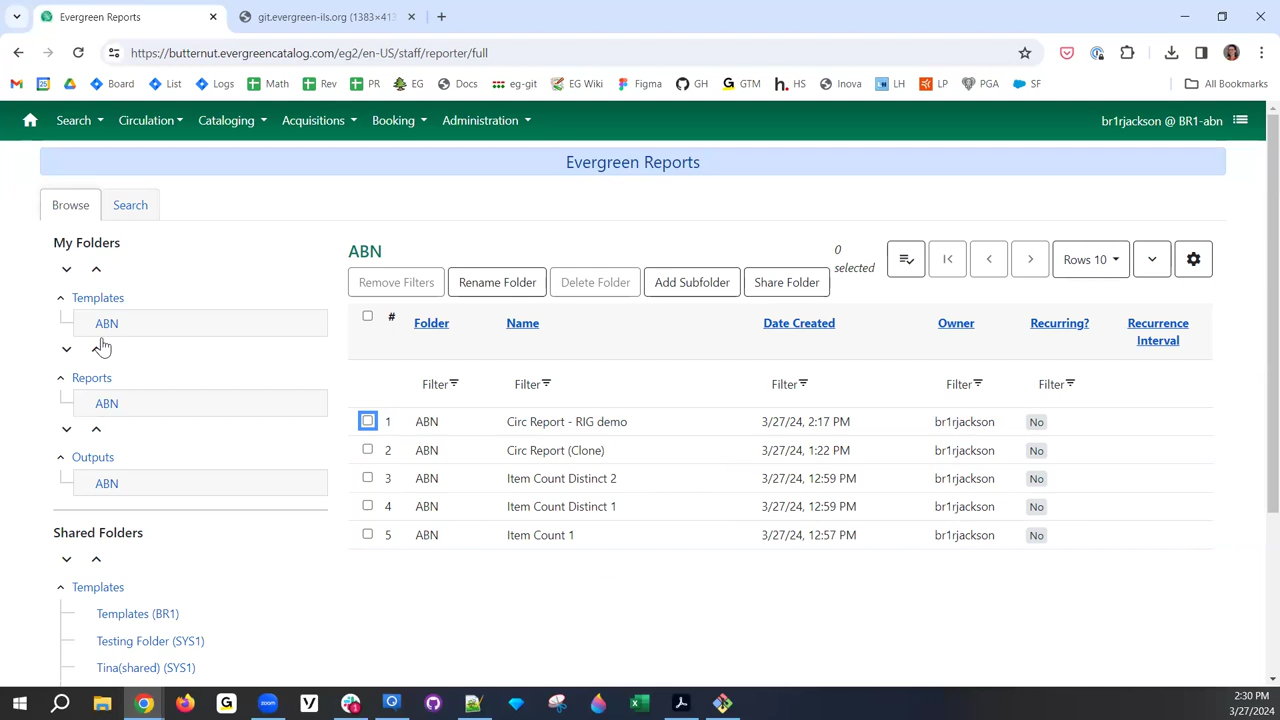 Evergreen Reports
git.evergreen-ils.org (1383×413
https://butternut.evergreencatalog.com/eg2/en-US/staff/reporter/full
Board List Logs Math Rev PR EG Docs eg-git EG Wiki Figma GH GTM HS Inova LH LP PGA SF All Bookmarks
Search Circulation Cataloging Acquisitions Booking Administration br1rjackson @ BR1-abn
Evergreen Reports
Browse Search
My Folders
Templates
ABN
Reports
ABN
Outputs
ABN
Shared Folders
Templates
Templates (BR1)
Testing Folder (SYS1)
Tina(shared) (SYS1)
ABN
0
selected
Rows 10
Remove Filters Rename Folder Delete Folder Add Subfolder Share Folder
# Folder Name Date Created Owner Recurring? Recurrence
Interval
Filter Filter Filter Filter Filter
1 ABN Circ Report - RIG demo 3/27/24, 2:17 PM br1rjackson No
2 ABN Circ Report (Clone) 3/27/24, 1:22 PM br1rjackson No
3 ABN Item Count Distinct 2 3/27/24, 12:59 PM br1rjackson No
4 ABN Item Count Distinct 1 3/27/24, 12:59 PM br1rjackson No
5 ABN Item Count 1 3/27/24, 12:57 PM br1rjackson No
2:30 PM
3/27/2024